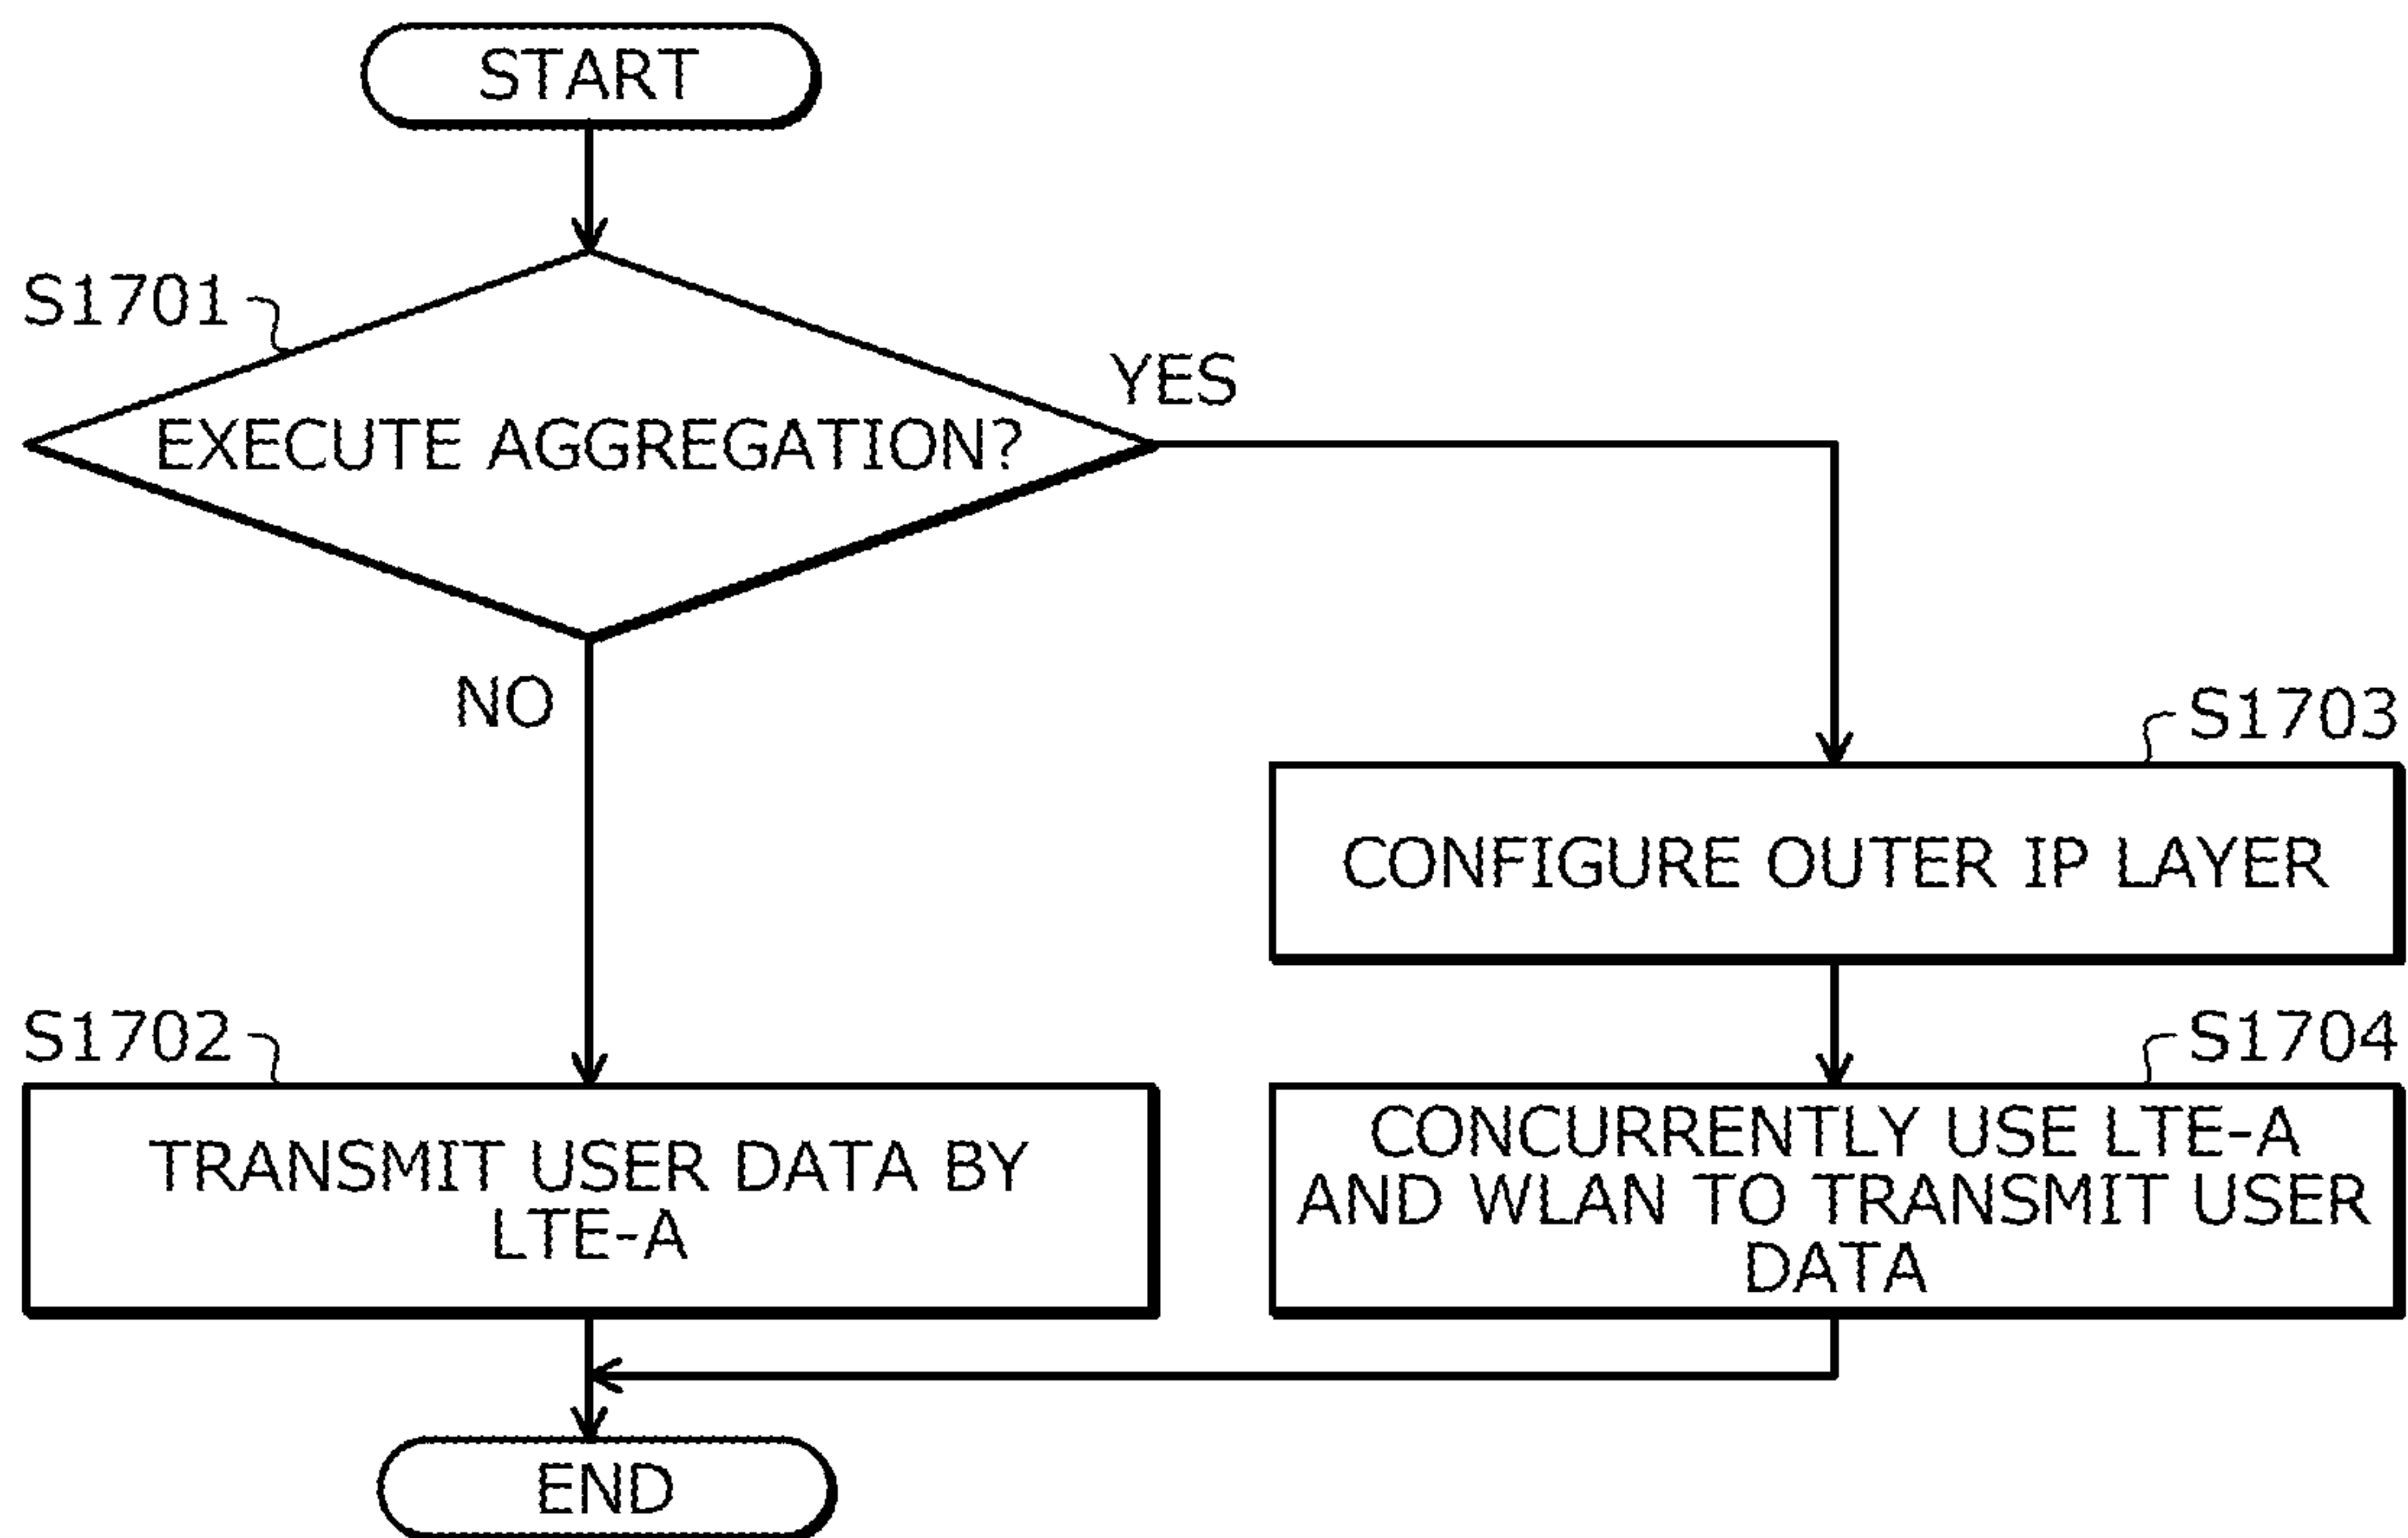 START
S1701
YES
EXECUTE AGGREGATION?
NO
S1703
CONFIGURE OUTER IP LAYER
S1702
S1704
TRANSMIT USER DATA BY
LTE-A
CONCURRENTLY USE LTE-A
AND WLAN TO TRANSMIT USER
DATA
END